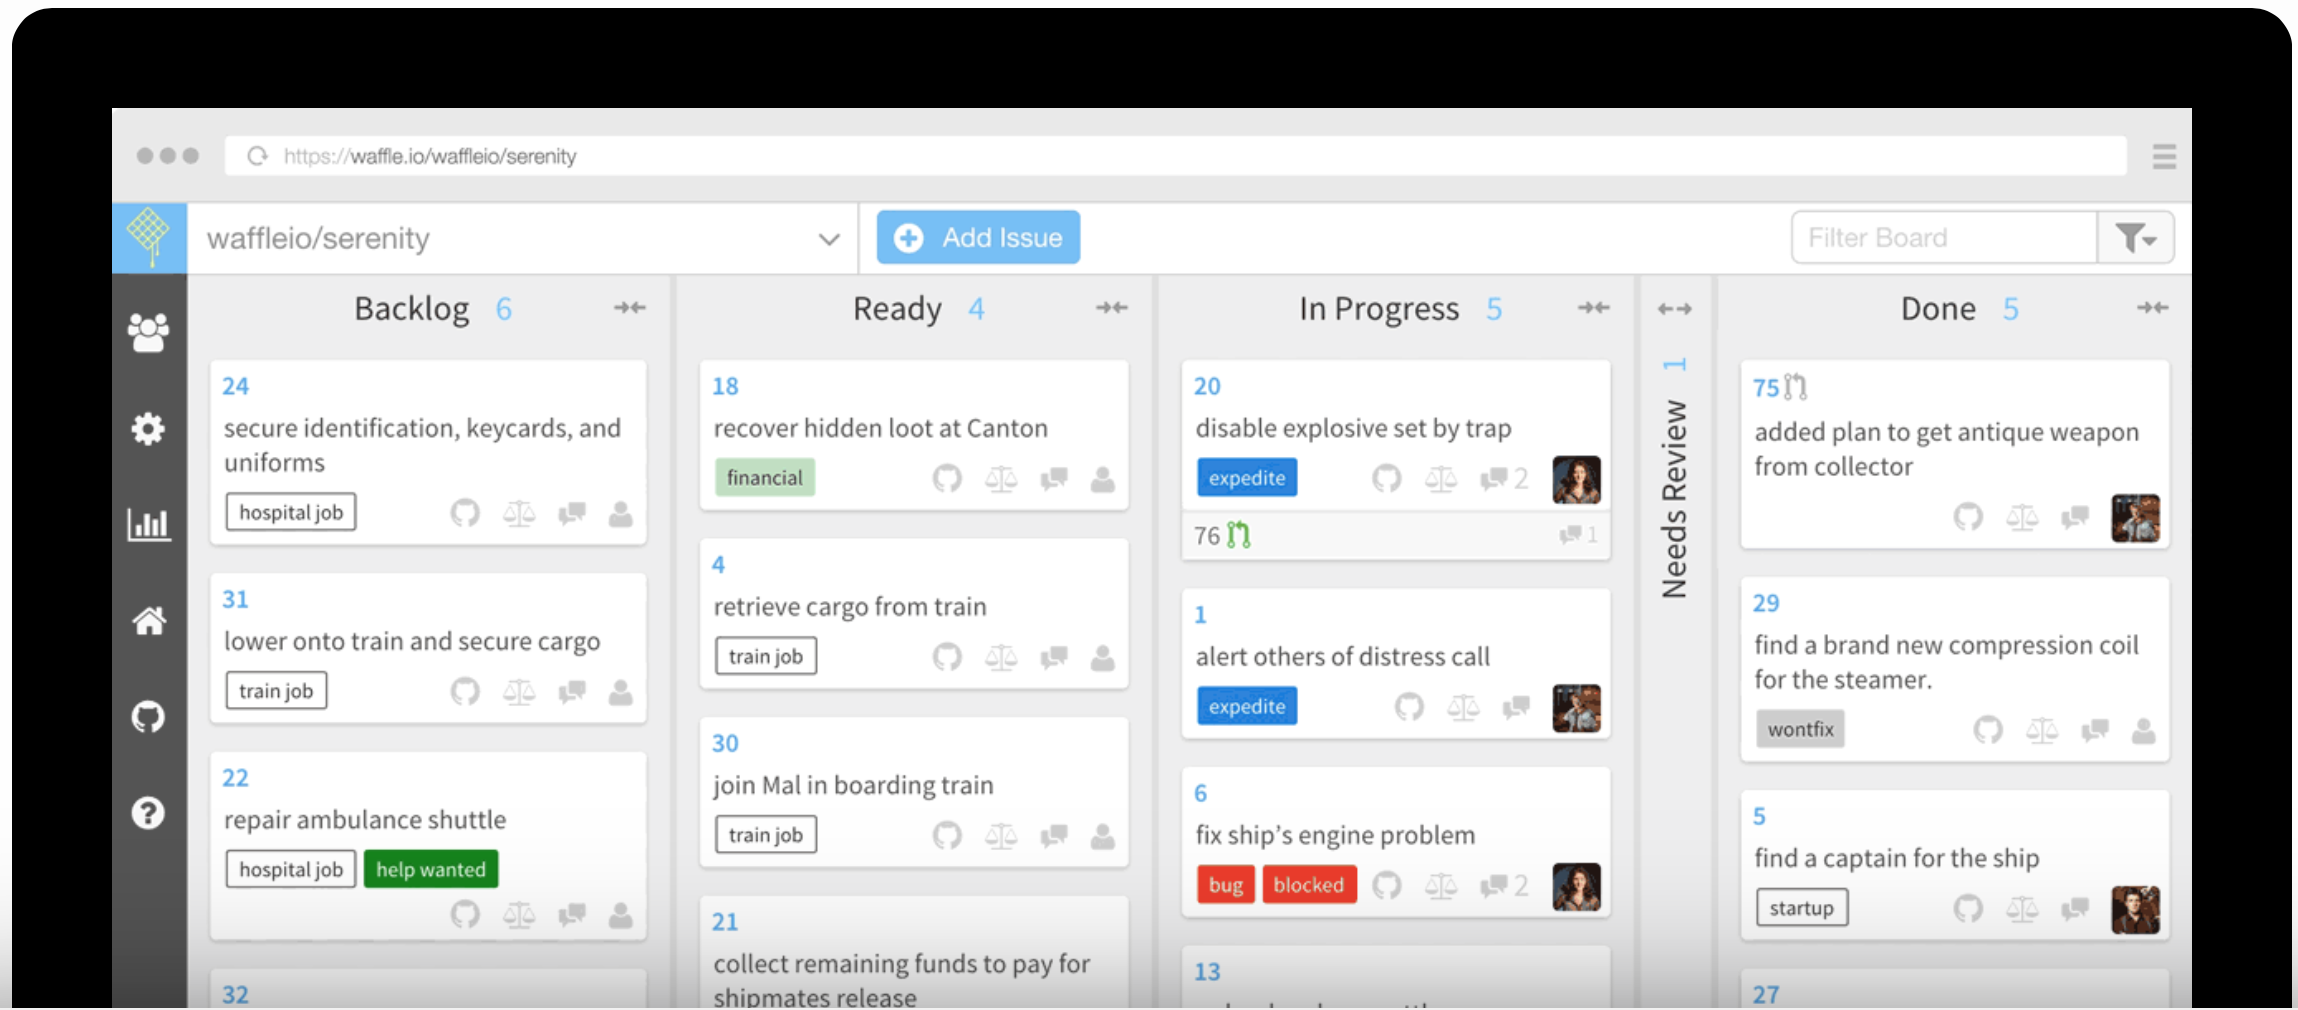 https://waffle.io/waffleio/serenity
waffleio/serenity
Add Issue
Filter Board
Backlog 6
24
secure identification, keycards, and
uniforms
hospital job
31
lower onto train and secure cargo
train job
22
repair ambulance shuttle
hospital job help wanted
32
Ready 4
18
recover hidden loot at Canton
financial
4
retrieve cargo from train
train job
30
join Mal in boarding train
train job
21
collect remaining funds to pay for
shipmates release
In Progress 5
20
disable explosive set by trap
expedite 2
76 1
1
alert others of distress call
expedite
6
fix ship's engine problem
bug blocked 2
13
Needs Review 1
Done 5
75
added plan to get antique weapon
from collector
29
find a brand new compression coil
for the steamer.
wontfix
5
find a captain for the ship
startup
27